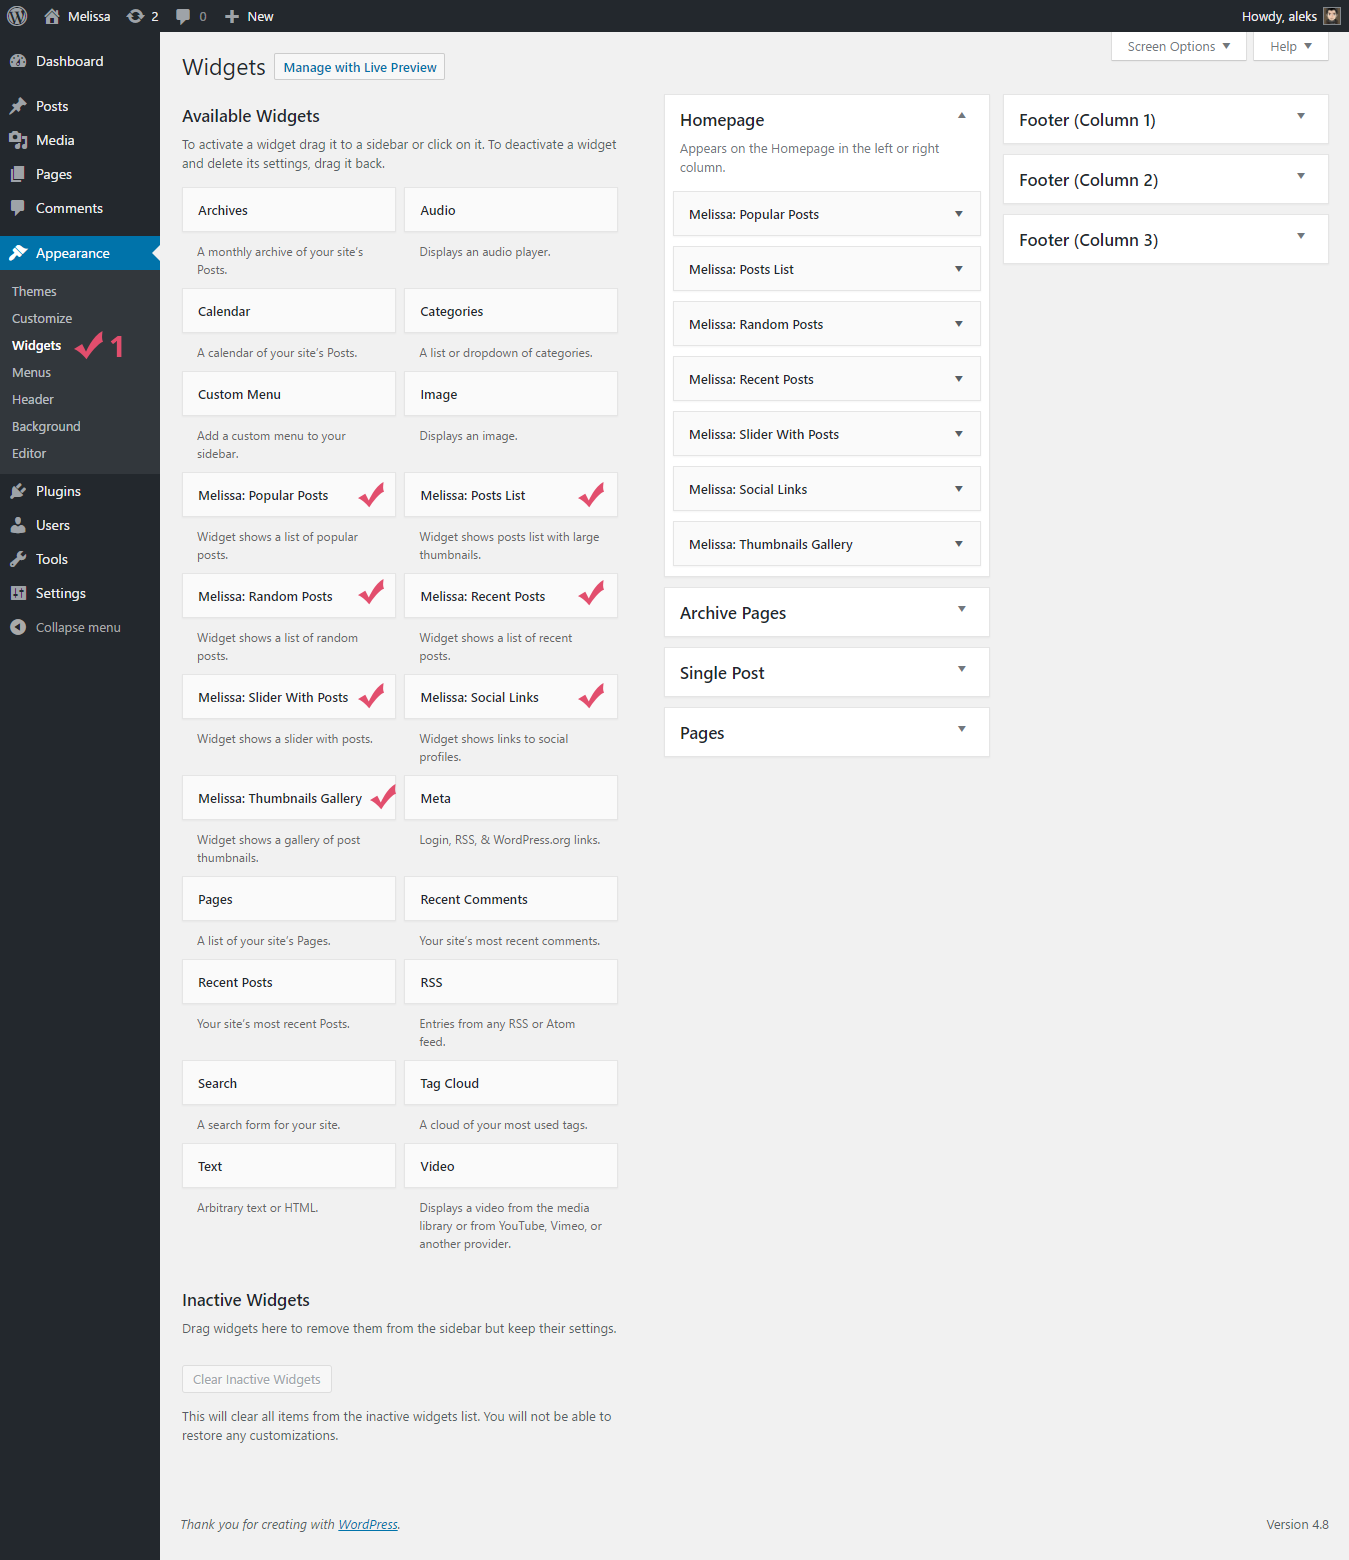 Melissa
2
0
New
Howdy, aleks
Dashboard
Posts
Media
Pages
Comments
Appearance
Themes
Customize
Widgets
1
Menus
Header
Background
Editor
Plugins
Users
Tools
Settings
Collapse menu
Screen Options
Help
Widgets
Manage with Live Preview
Available Widgets
To activate a widget drag it to a sidebar or click on it. To deactivate a widget
and delete its settings, drag it back.
Archives
A monthly archive of your site's
Posts.
Audio
Displays an audio player.
Calendar
A calendar of your site's Posts.
Categories
A list or dropdown of categories.
Custom Menu
Add a custom menu to your
sidebar.
Image
Displays an image.
Melissa: Popular Posts
Widget shows a list of popular
posts.
Melissa: Posts List
Widget shows posts list with large
thumbnails.
Melissa: Random Posts
Widget shows a list of random
posts.
Melissa: Recent Posts
Widget shows a list of recent
posts.
Melissa: Slider With Posts
Widget shows a slider with posts.
Melissa: Social Links
Widget shows links to social
profiles.
Melissa: Thumbnails Gallery
Widget shows a gallery of post
thumbnails.
Meta
Login, RSS, & WordPress.org links.
Pages
A list of your site's Pages.
Recent Comments
Your site's most recent comments.
Recent Posts
Your site's most recent Posts.
RSS
Entries from any RSS or Atom
feed.
Search
A search form for your site.
Tag Cloud
A cloud of your most used tags.
Text
Arbitrary text or HTML.
Video
Displays a video from the media
library or from YouTube, Vimeo, or
another provider.
Inactive Widgets
Drag widgets here to remove them from the sidebar but keep their settings.
Clear Inactive Widgets
This will clear all items from the inactive widgets list. You will not be able to
restore any customizations.
Homepage
Appears on the Homepage in the left or right
column.
Melissa: Popular Posts
Melissa: Posts List
Melissa: Random Posts
Melissa: Recent Posts
Melissa: Slider With Posts
Melissa: Social Links
Melissa: Thumbnails Gallery
Archive Pages
Single Post
Pages
Footer (Column 1)
Footer (Column 2)
Footer (Column 3)
Thank you for creating with WordPress.
Version 4.8